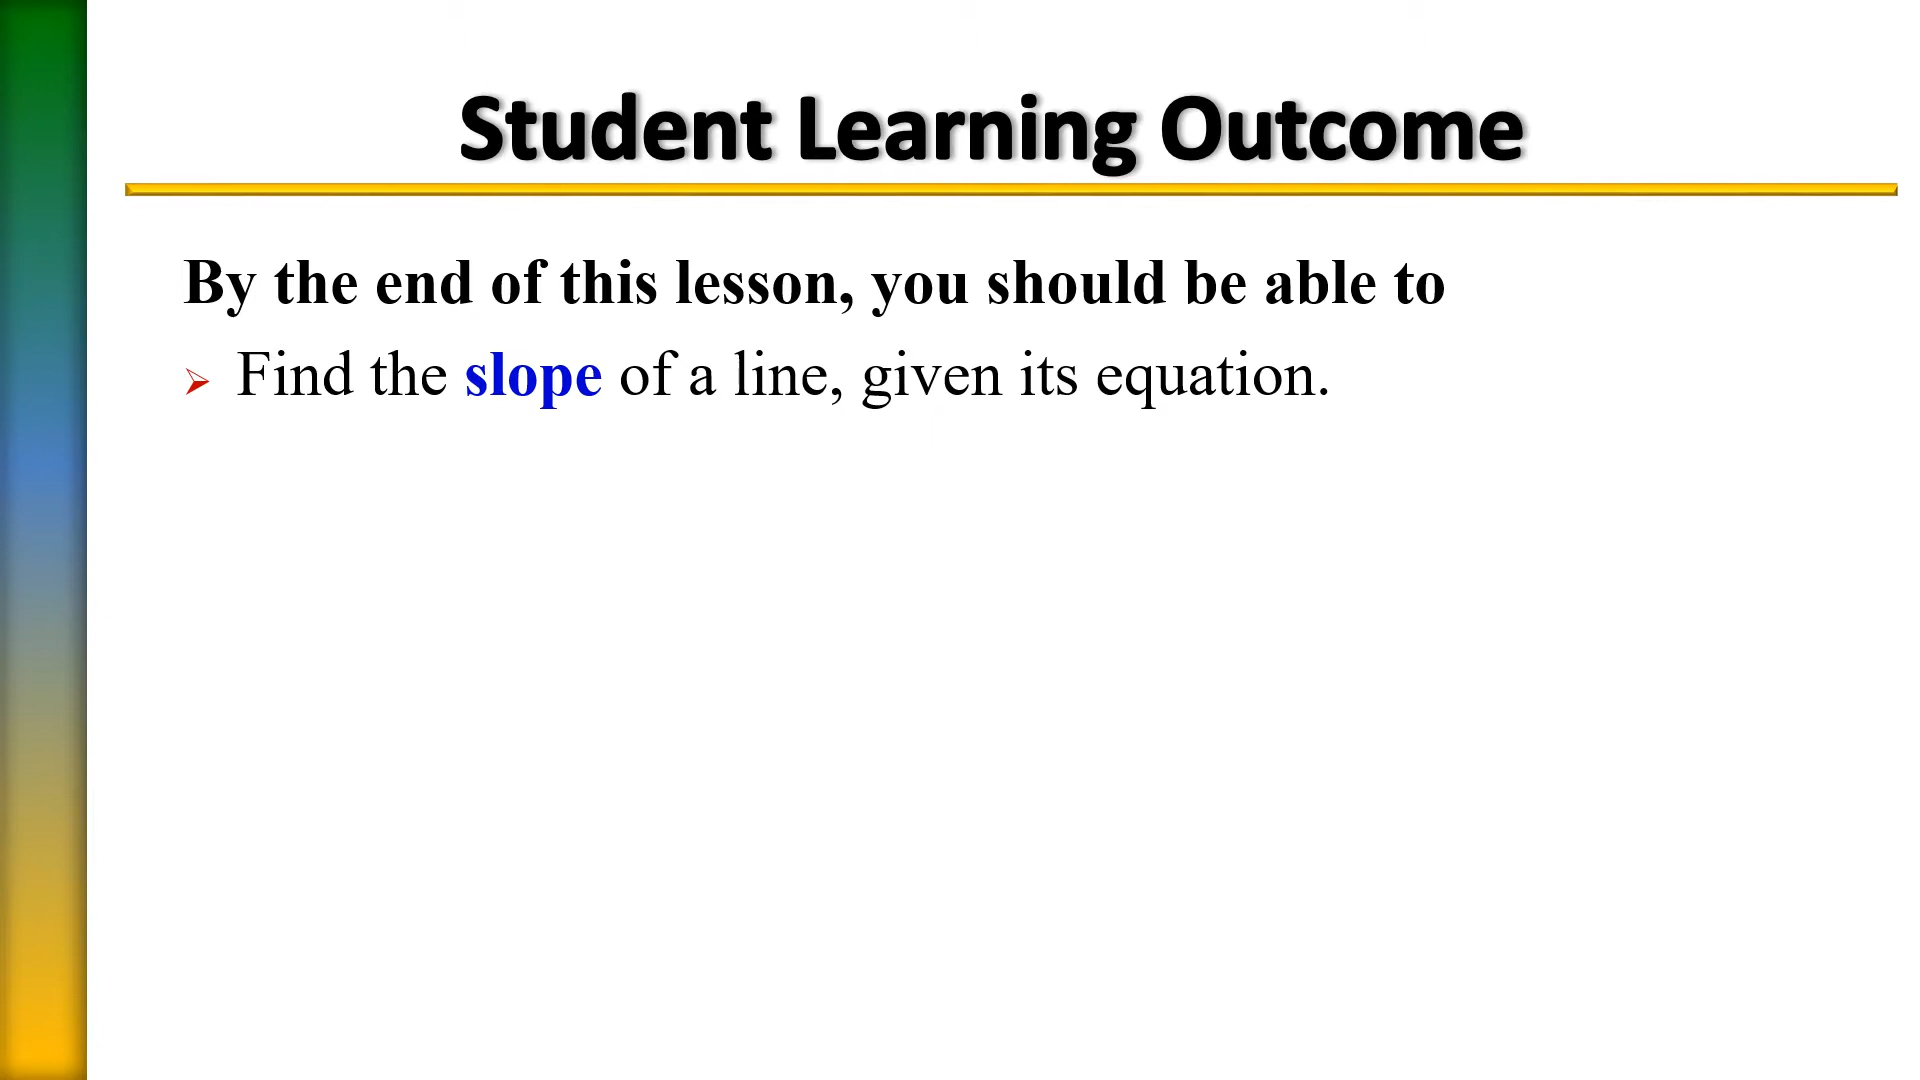 Student Learning Outcome
By the end of this lesson, you should be able to
➢ Find the slope of a line, given its equation.